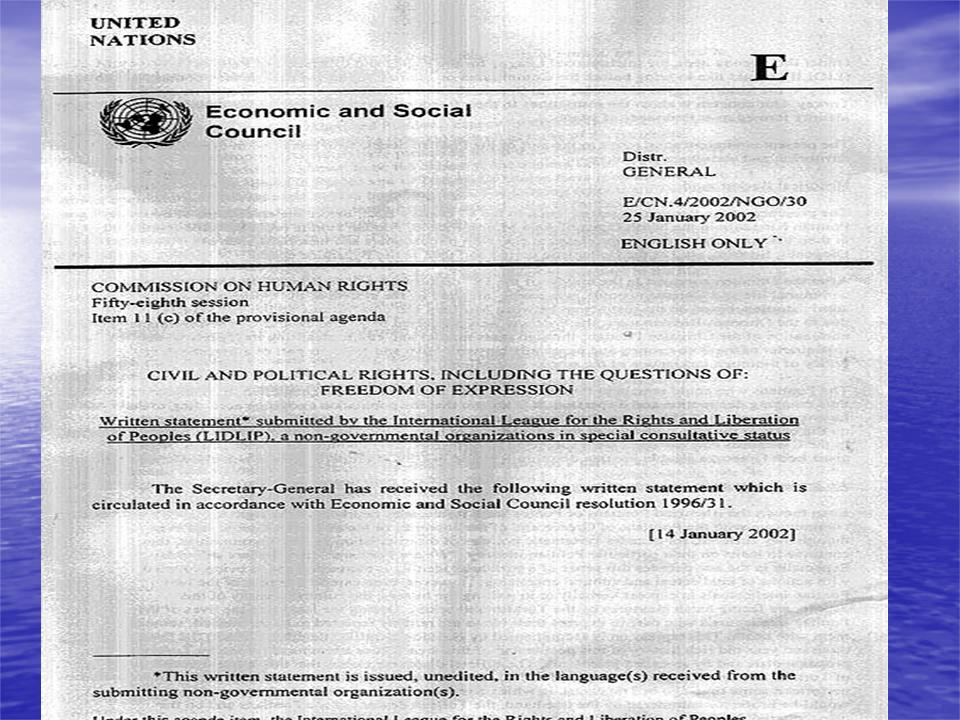 UNITED
NATIONS
E
Economic and Social
Council
Distr.
GENERAL
E/CN.4/2002/NGO/30
25 January 2002
ENGLISH ONLY
COMMISSION ON HUMAN RIGHTS
Fifty-eighth session
Item 11 (c) of the provisional agenda
CIVIL AND POLITICAL RIGHTS, INCLUDING THE QUESTIONS OF:
FREEDOM OF EXPRESSION
Written statement* submitted by the International League for the Rights and Liberation
of Peoples (LIDLIP), a non-governmental organizations in special consultative status
The Secretary-General has received the following written statement which is
circulated in accordance with Economic and Social Council resolution 1996/31.
[14 January 2002]
*This written statement is issued, unedited, in the language(s) received from the
submitting non-governmental organization(s).
Under this agenda item, the International League for the Rights and Liberation of Peoples